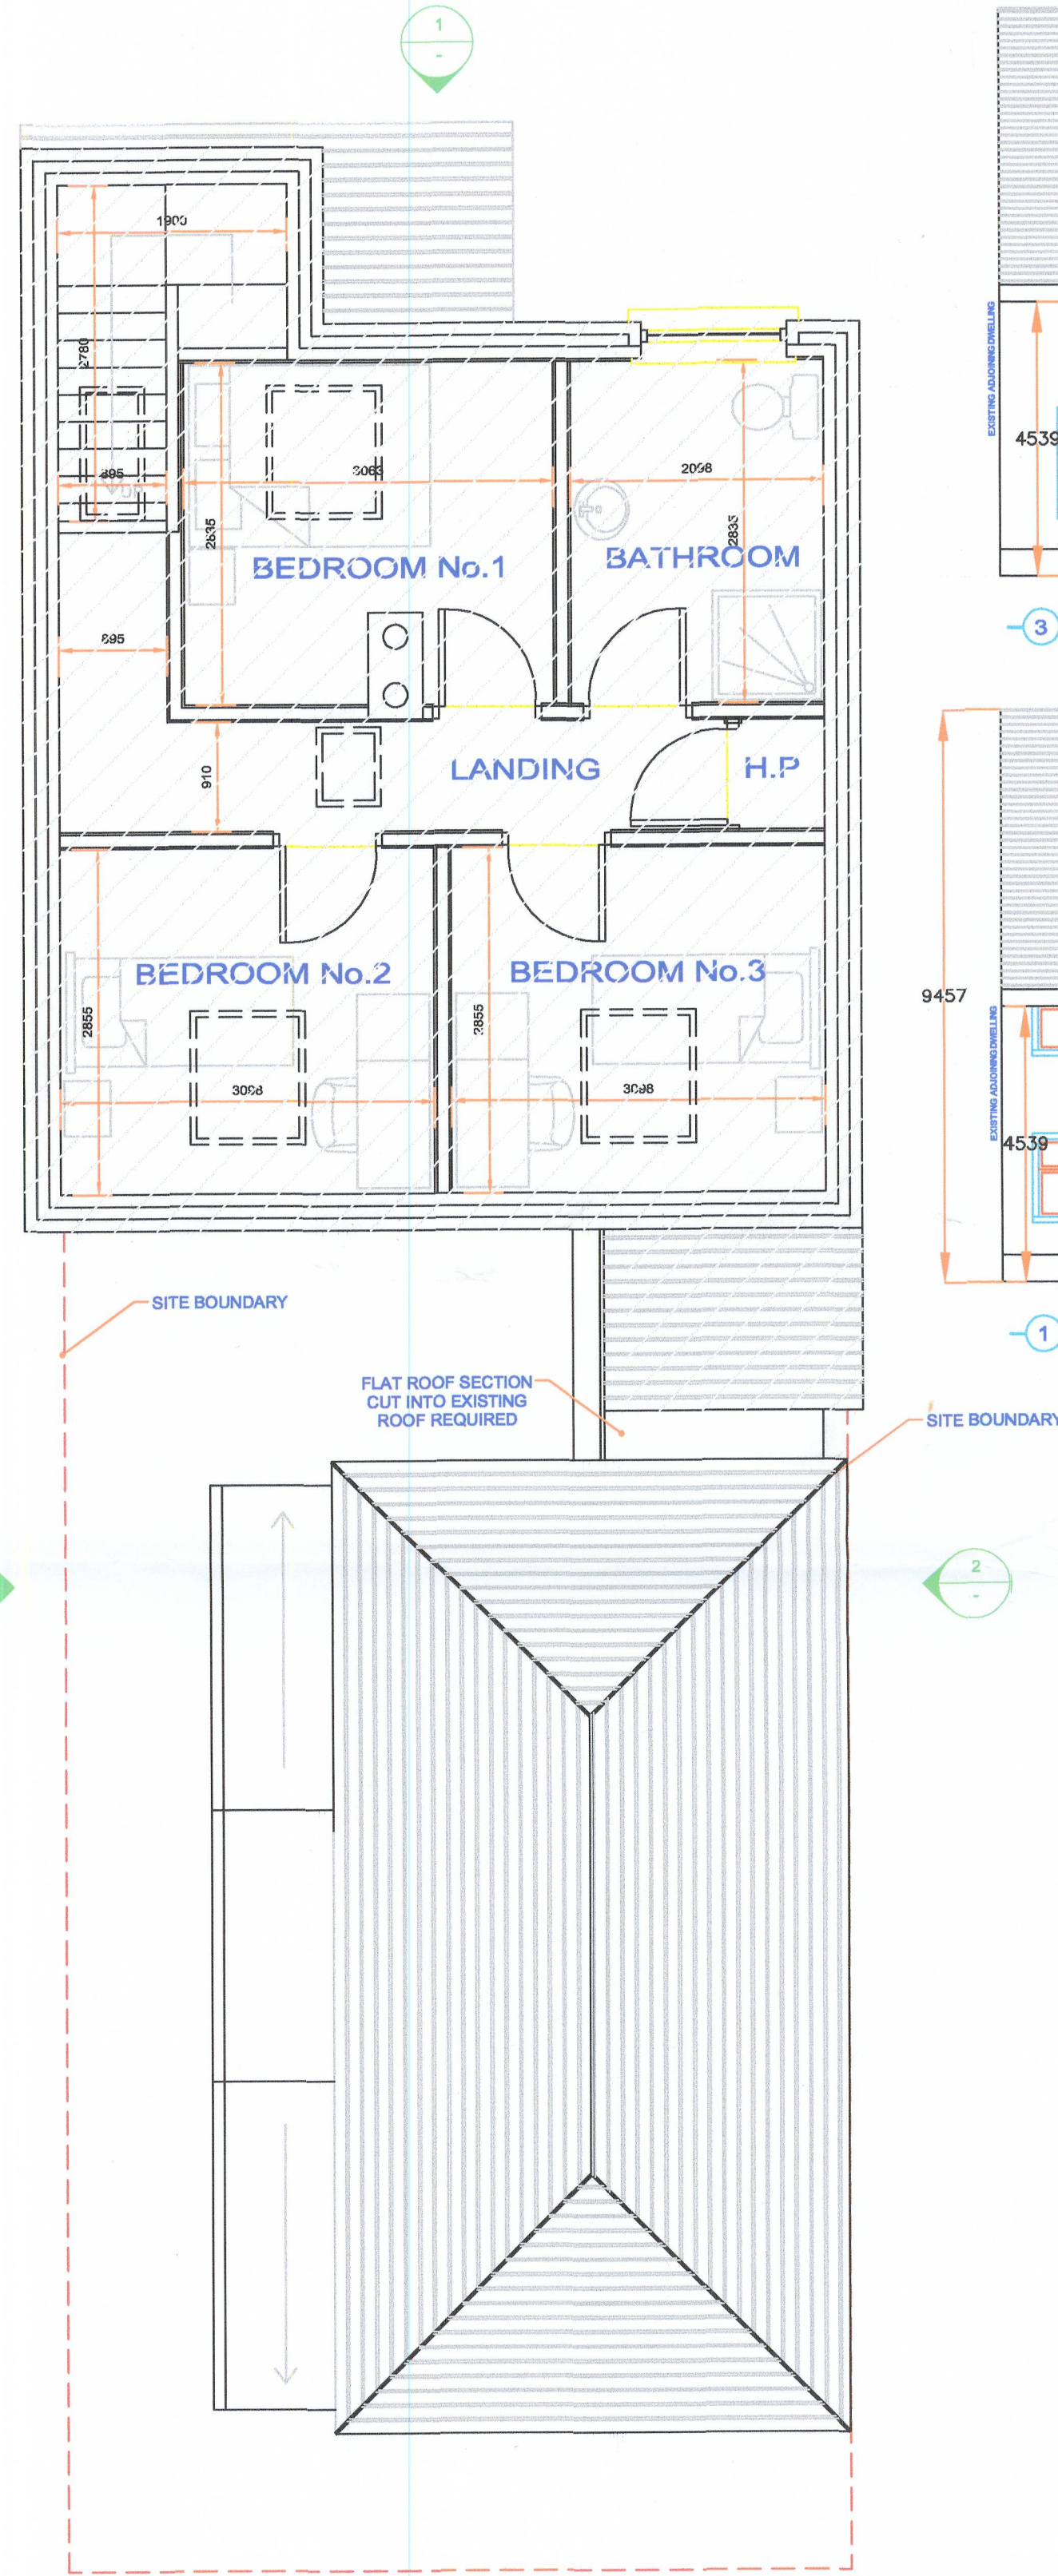 1
-
1900
2780
895
UP
3063
2835
2098
2835
BEDROOM No.1
BATHROOM
895
910
LANDING
H.P
BEDROOM No.2
BEDROOM No.3
2855
2855
3098
3098
SITE BOUNDARY
FLAT ROOF SECTION
CUT INTO EXISTING
ROOF REQUIRED
SITE BOUNDARY
2
-
EXISTING ADJOINING DWELLING
4539
3
9457
EXISTING ADJOINING DWELLING
4539
1